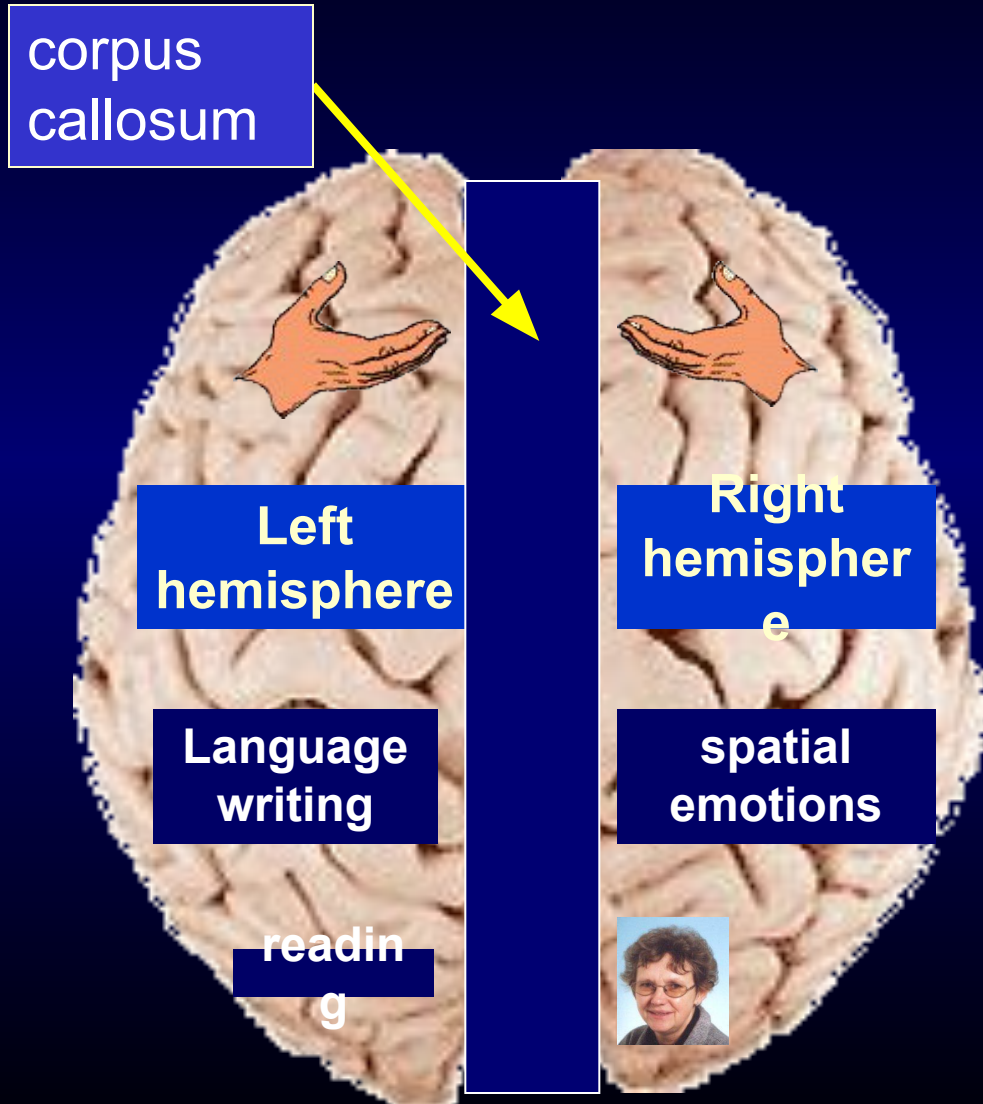 corpus
callosum
Left
hemisphere
Right
hemispher
e
Language
writing
spatial
emotions
readin
g